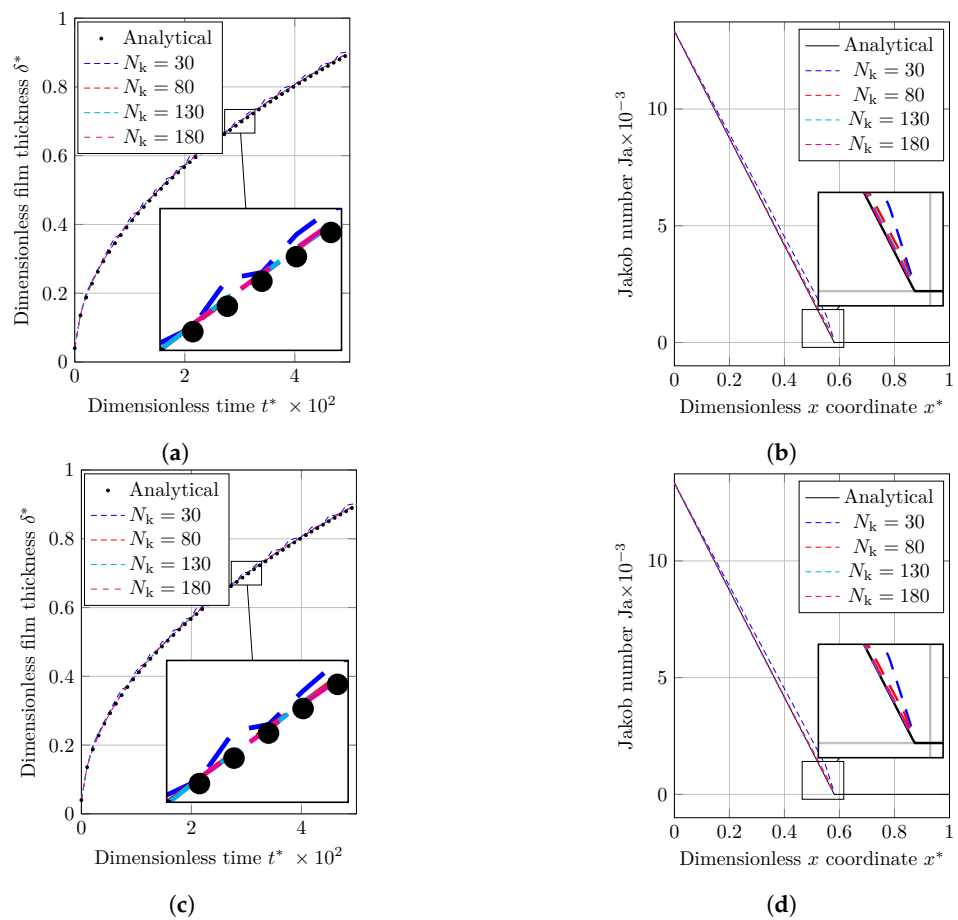 1
0.8
0.6
0.4
0.2
0
Dimensionless film thickness δ*
Analytical
N_k = 30
N_k = 80
N_k = 130
N_k = 180
0 2 4
Dimensionless time t* × 10²
(a)
10
5
0
Jakob number Ja×10⁻³
Analytical
N_k = 30
N_k = 80
N_k = 130
N_k = 180
0 0.2 0.4 0.6 0.8 1
Dimensionless x coordinate x*
(b)
1
0.8
0.6
0.4
0.2
0
Dimensionless film thickness δ*
Analytical
N_k = 30
N_k = 80
N_k = 130
N_k = 180
0 2 4
Dimensionless time t* × 10²
(c)
10
5
0
Jakob number Ja×10⁻³
Analytical
N_k = 30
N_k = 80
N_k = 130
N_k = 180
0 0.2 0.4 0.6 0.8 1
Dimensionless x coordinate x*
(d)